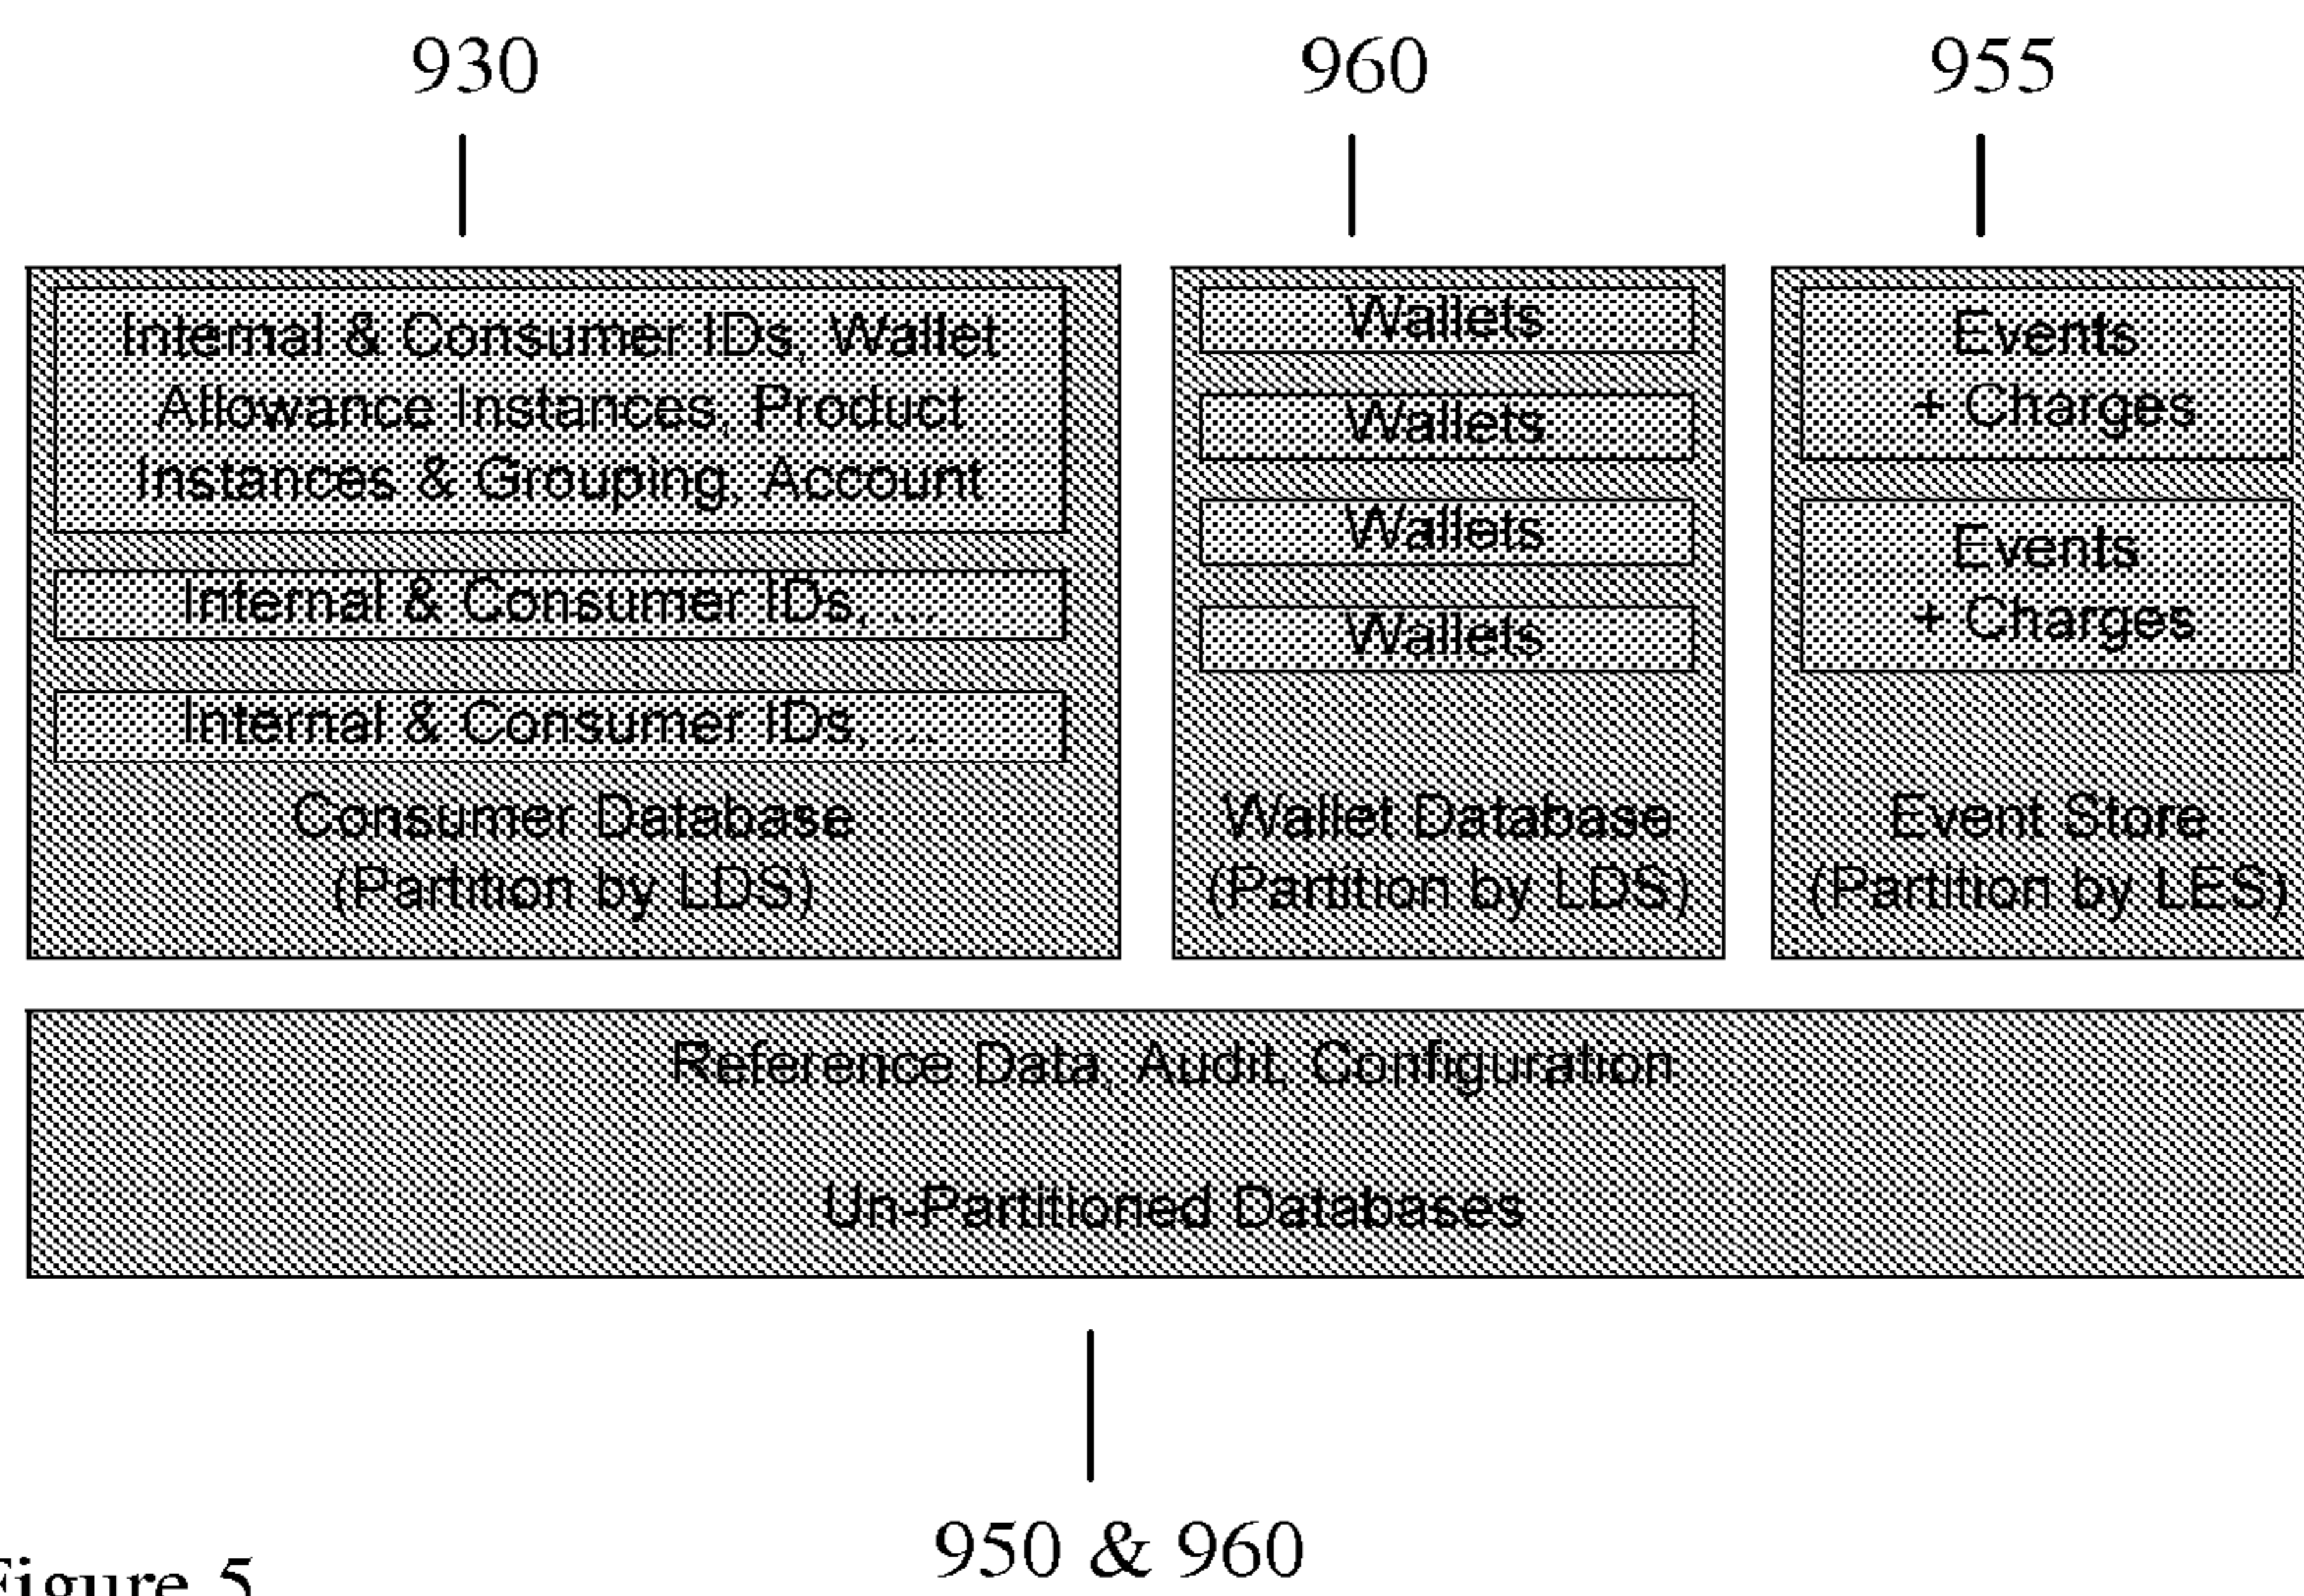 930
960
955
Internal & Consumer IDs, Wallet
Allowance Instances, Product
Instances & Grouping, Account
Internal & Consumer IDs, ...
Internal & Consumer IDs, ...
Consumer Database
(Partition by LDS)
Wallets
Wallets
Wallets
Wallets
Wallet Database
(Partition by LDS)
Events
+ Charges
Events
+ Charges
Event Store
(Partition by LES)
Reference Data, Audit, Configuration
Un-Partitioned Databases
950 & 960
Figure 5